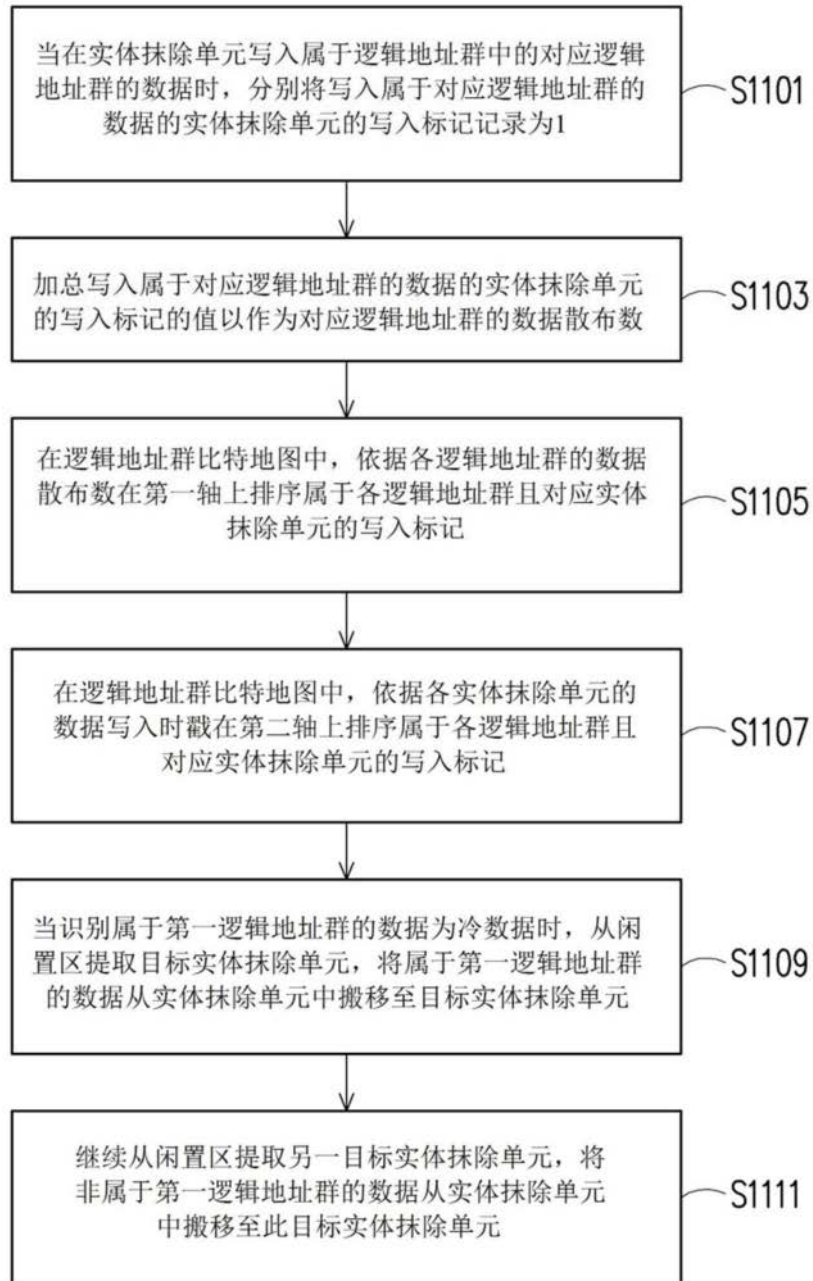 当在实体抹除单元写入属于逻辑地址群中的对应逻辑
地址群的数据时，分别将写入属于对应逻辑地址群的
数据的实体抹除单元的写入标记记录为1
S1101
加总写入属于对应逻辑地址群的数据的实体抹除单元
的写入标记的值以作为对应逻辑地址群的数据散布数
S1103
在逻辑地址群比特地图中，依据各逻辑地址群的数据
散布数在第一轴上排序属于各逻辑地址群且对应实体
抹除单元的写入标记
S1105
在逻辑地址群比特地图中，依据各实体抹除单元的
数据写入时戳在第二轴上排序属于各逻辑地址群且
对应实体抹除单元的写入标记
S1107
当识别属于第一逻辑地址群的数据为冷数据时，从闲
置区提取目标实体抹除单元，将属于第一逻辑地址群
的数据从实体抹除单元中搬移至目标实体抹除单元
S1109
继续从闲置区提取另一目标实体抹除单元，将
非属于第一逻辑地址群的数据从实体抹除单元
中搬移至此目标实体抹除单元
S1111